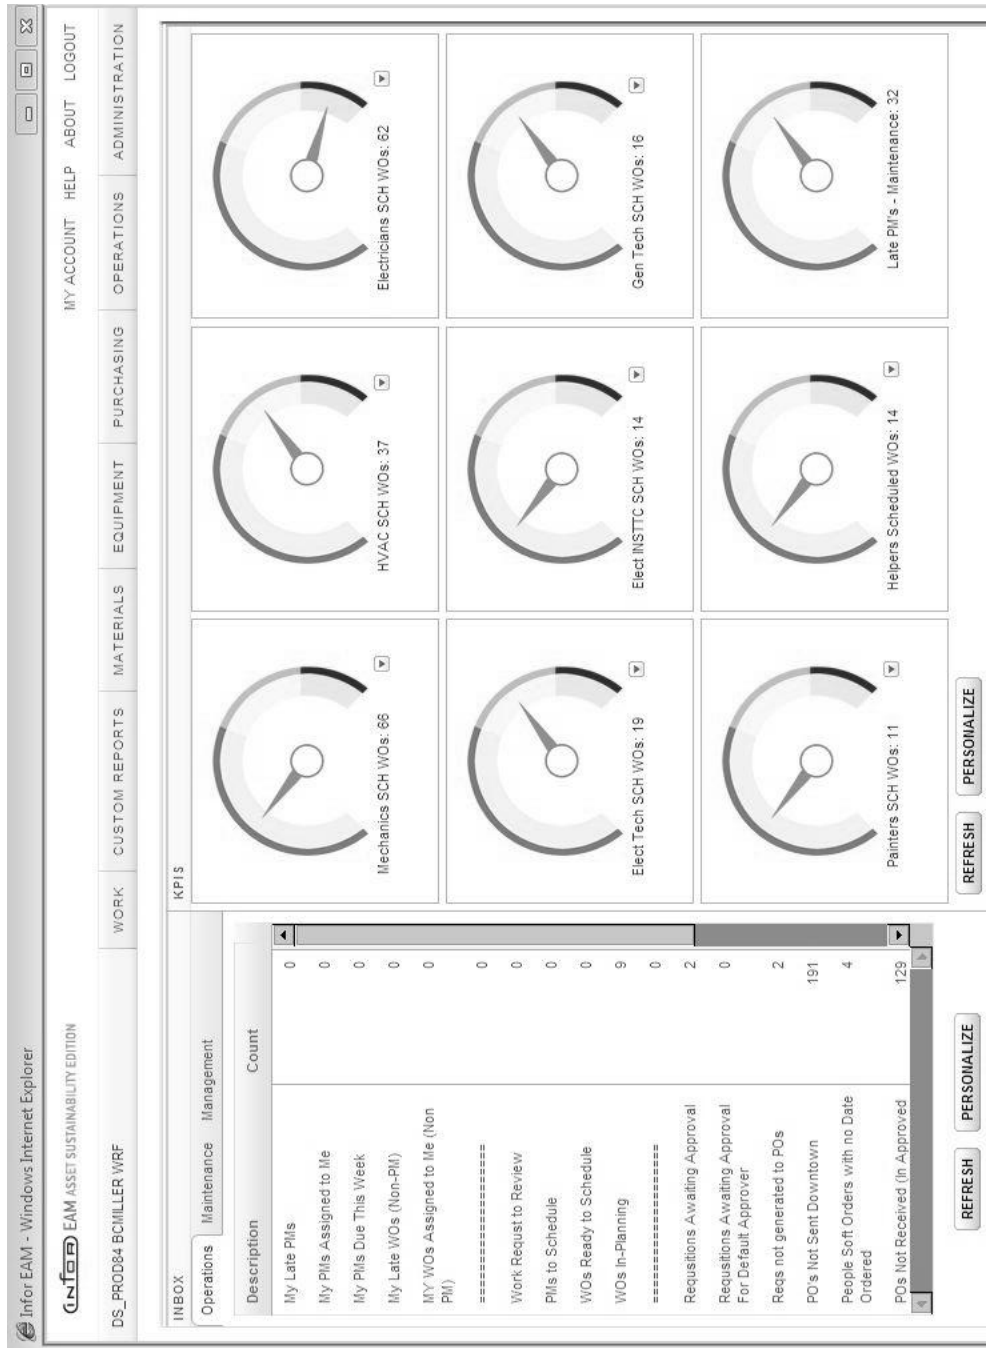 Infor EAM - Windows Internet Explorer
MY ACCOUNT HELP ABOUT LOGOUT
infor EAM ASSET SUSTAINABILITY EDITION
DS_PROD84 BCMILLER WRF
WORK CUSTOM REPORTS MATERIALS EQUIPMENT PURCHASING OPERATIONS ADMINISTRATION
INBOX
Operations Maintenance Management
Description Count
My Late PMs 0
My PMs Assigned to Me 0
My PMs Due This Week 0
My Late WOs (Non-PM) 0
MY WOs Assigned to Me (Non 0
PM)
==================== 0
Work Requst to Review 0
PMs to Schedule 0
WOs Ready to Schedule 0
WOs In-Planning 9
==================== 0
Requsitions Awaiting Approval 2
Requsitions Awaiting Approval 0
For Default Approver
Reqs not generated to POs 2
PO's Not Sent Downtown 191
People Soft Orders with no Date 4
Ordered
POs Not Received (In Approved 129
REFRESH PERSONALIZE
KPIS
Mechanics SCH WOs: 66
HVAC SCH WOs: 37
Electricians SCH WOs: 62
Elect Tech SCH WOs: 19
Elect INSTTC SCH WOs: 14
Gen Tech SCH WOs: 16
Painters SCH WOs: 11
Helpers Scheduled WOs: 14
Late PM's - Maintenance: 32
REFRESH PERSONALIZE